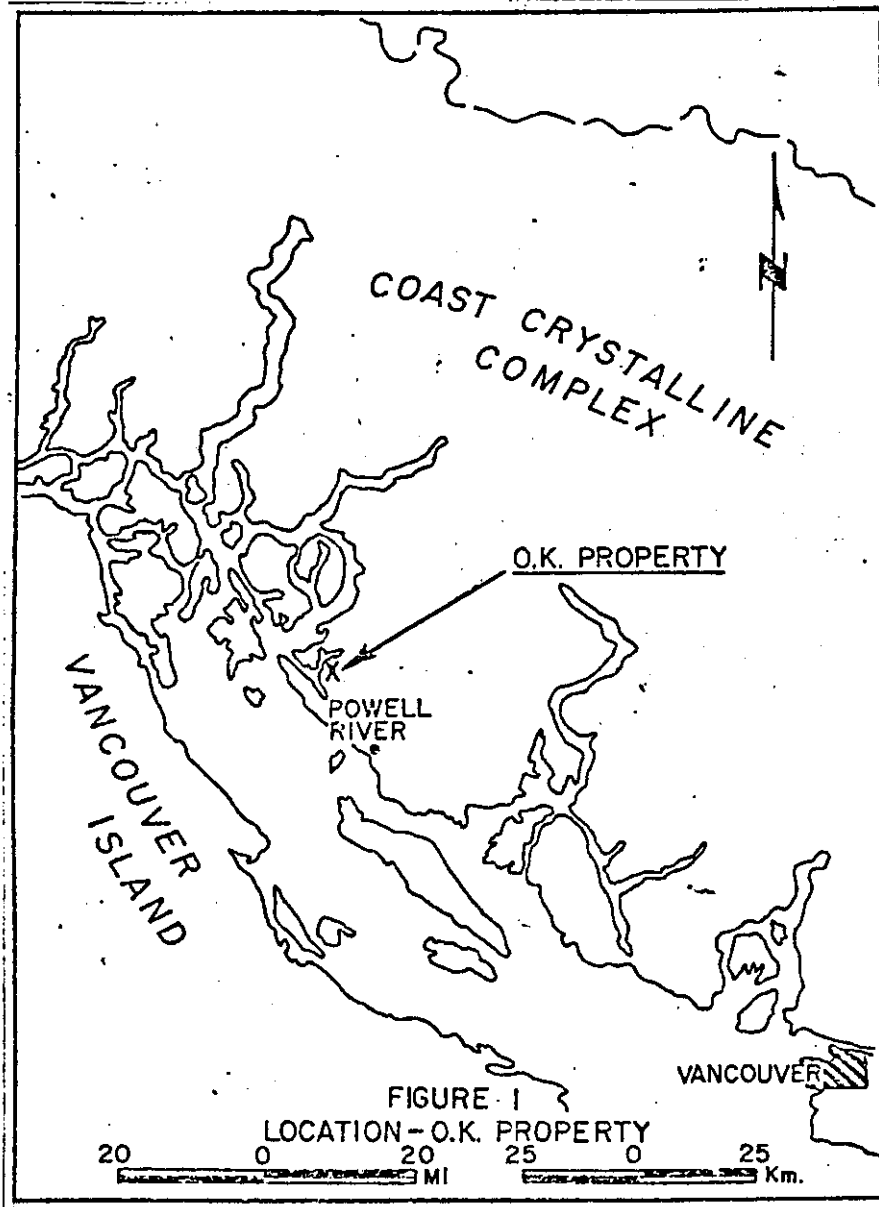 N
COAST CRYSTALLINE
COMPLEX
O.K. PROPERTY
X
POWELL
RIVER
VANCOUVER
ISLAND
VANCOUVER
FIGURE 1
LOCATION - O.K. PROPERTY
20 0 20 MI
25 0 25 Km.